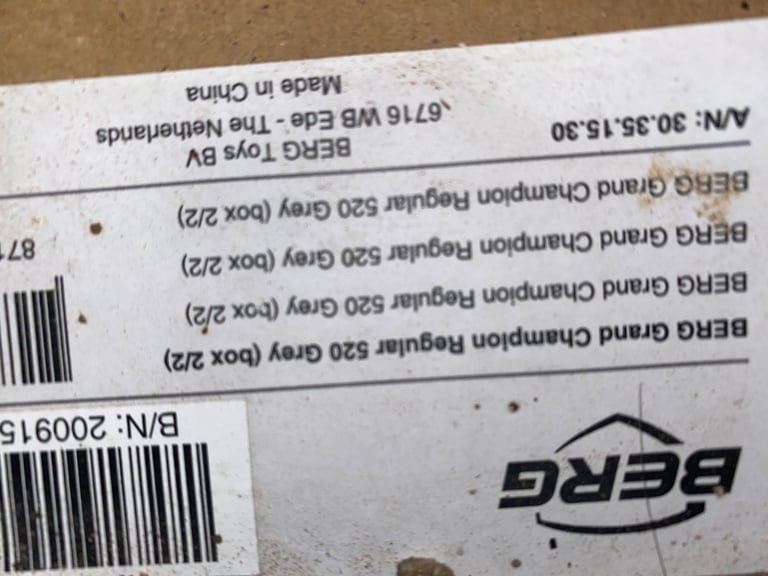 BERG
B/N: 200915
BERG Grand Champion Regular 520 Grey (box 2/2)
BERG Grand Champion Regular 520 Grey (box 2/2)
BERG Grand Champion Regular 520 Grey (box 2/2)
BERG Grand Champion Regular 520 Grey (box 2/2)
871
A/N: 30.35.15.30
BERG Toys BV
6716 WB Ede - The Netherlands
Made in China